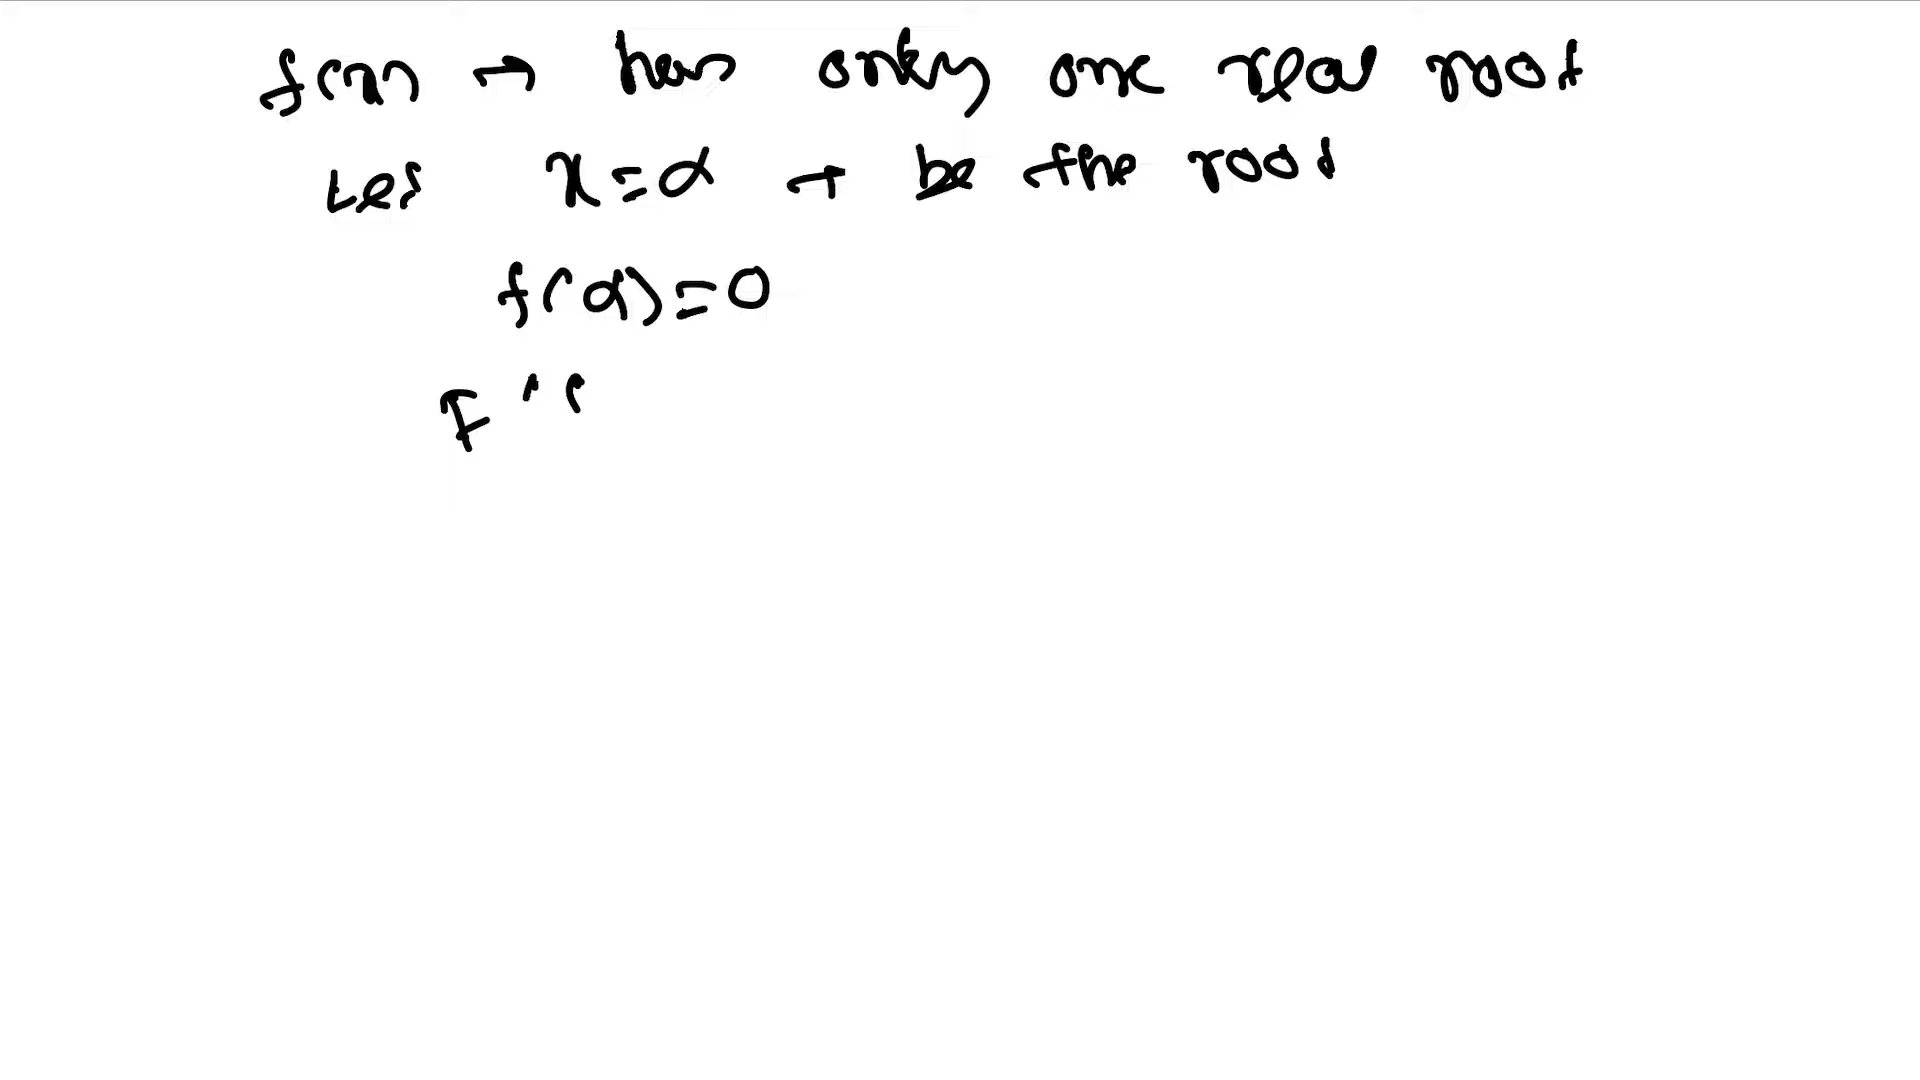 f(x) → has only one real root
Let x=α → be the root
f(α)=0
F'(